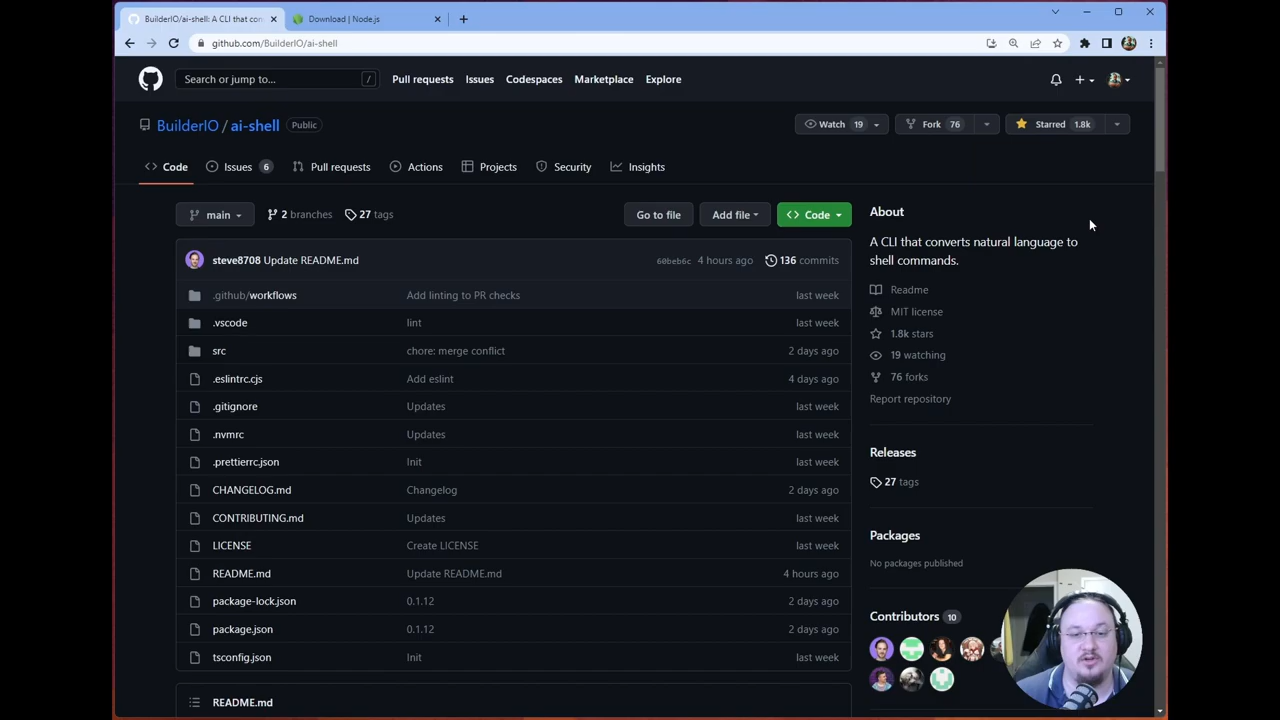 BuilderIO/ai-shell: A CLI that con
Download | Node.js
github.com/BuilderIO/ai-shell
Search or jump to...
/
Pull requests
Issues
Codespaces
Marketplace
Explore
BuilderIO / ai-shell
Public
Watch 19
Fork 76
Starred 1.8k
Code
Issues 6
Pull requests
Actions
Projects
Security
Insights
main
2 branches
27 tags
Go to file
Add file
Code
steve8708 Update README.md
60beb6c 4 hours ago
136 commits
.github/workflows Add linting to PR checks last week
.vscode lint last week
src chore: merge conflict 2 days ago
.eslintrc.cjs Add eslint 4 days ago
.gitignore Updates last week
.nvmrc Updates last week
.prettierrc.json Init last week
CHANGELOG.md Changelog 2 days ago
CONTRIBUTING.md Updates last week
LICENSE Create LICENSE last week
README.md Update README.md 4 hours ago
package-lock.json 0.1.12 2 days ago
package.json 0.1.12 2 days ago
tsconfig.json Init last week
README.md
About
A CLI that converts natural language to
shell commands.
Readme
MIT license
1.8k stars
19 watching
76 forks
Report repository
Releases
27 tags
Packages
No packages published
Contributors 10